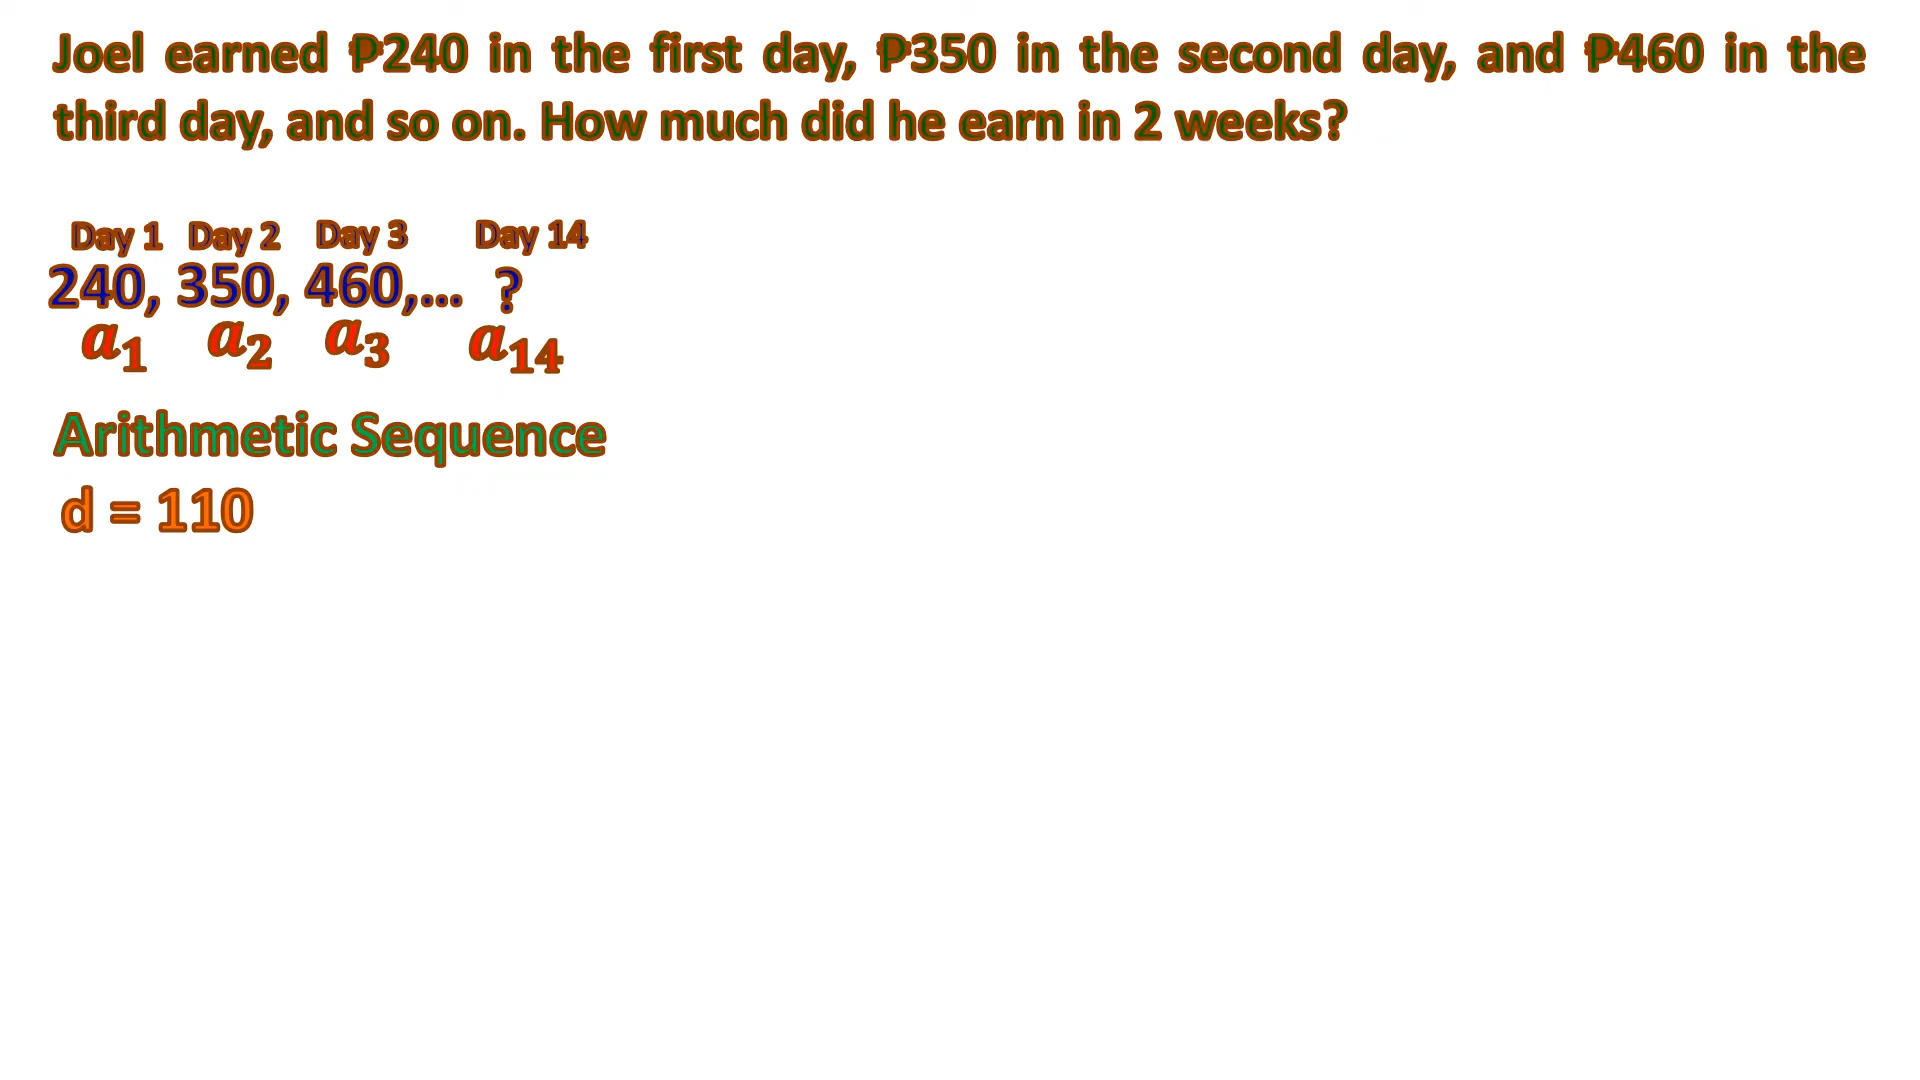 Joel earned ₱240 in the first day, ₱350 in the second day, and ₱460 in the
third day, and so on. How much did he earn in 2 weeks?
Day 1 Day 2 Day 3 Day 14
240, 350, 460,... ?
a₁ a₂ a₃ a₁₄
Arithmetic Sequence
d = 110